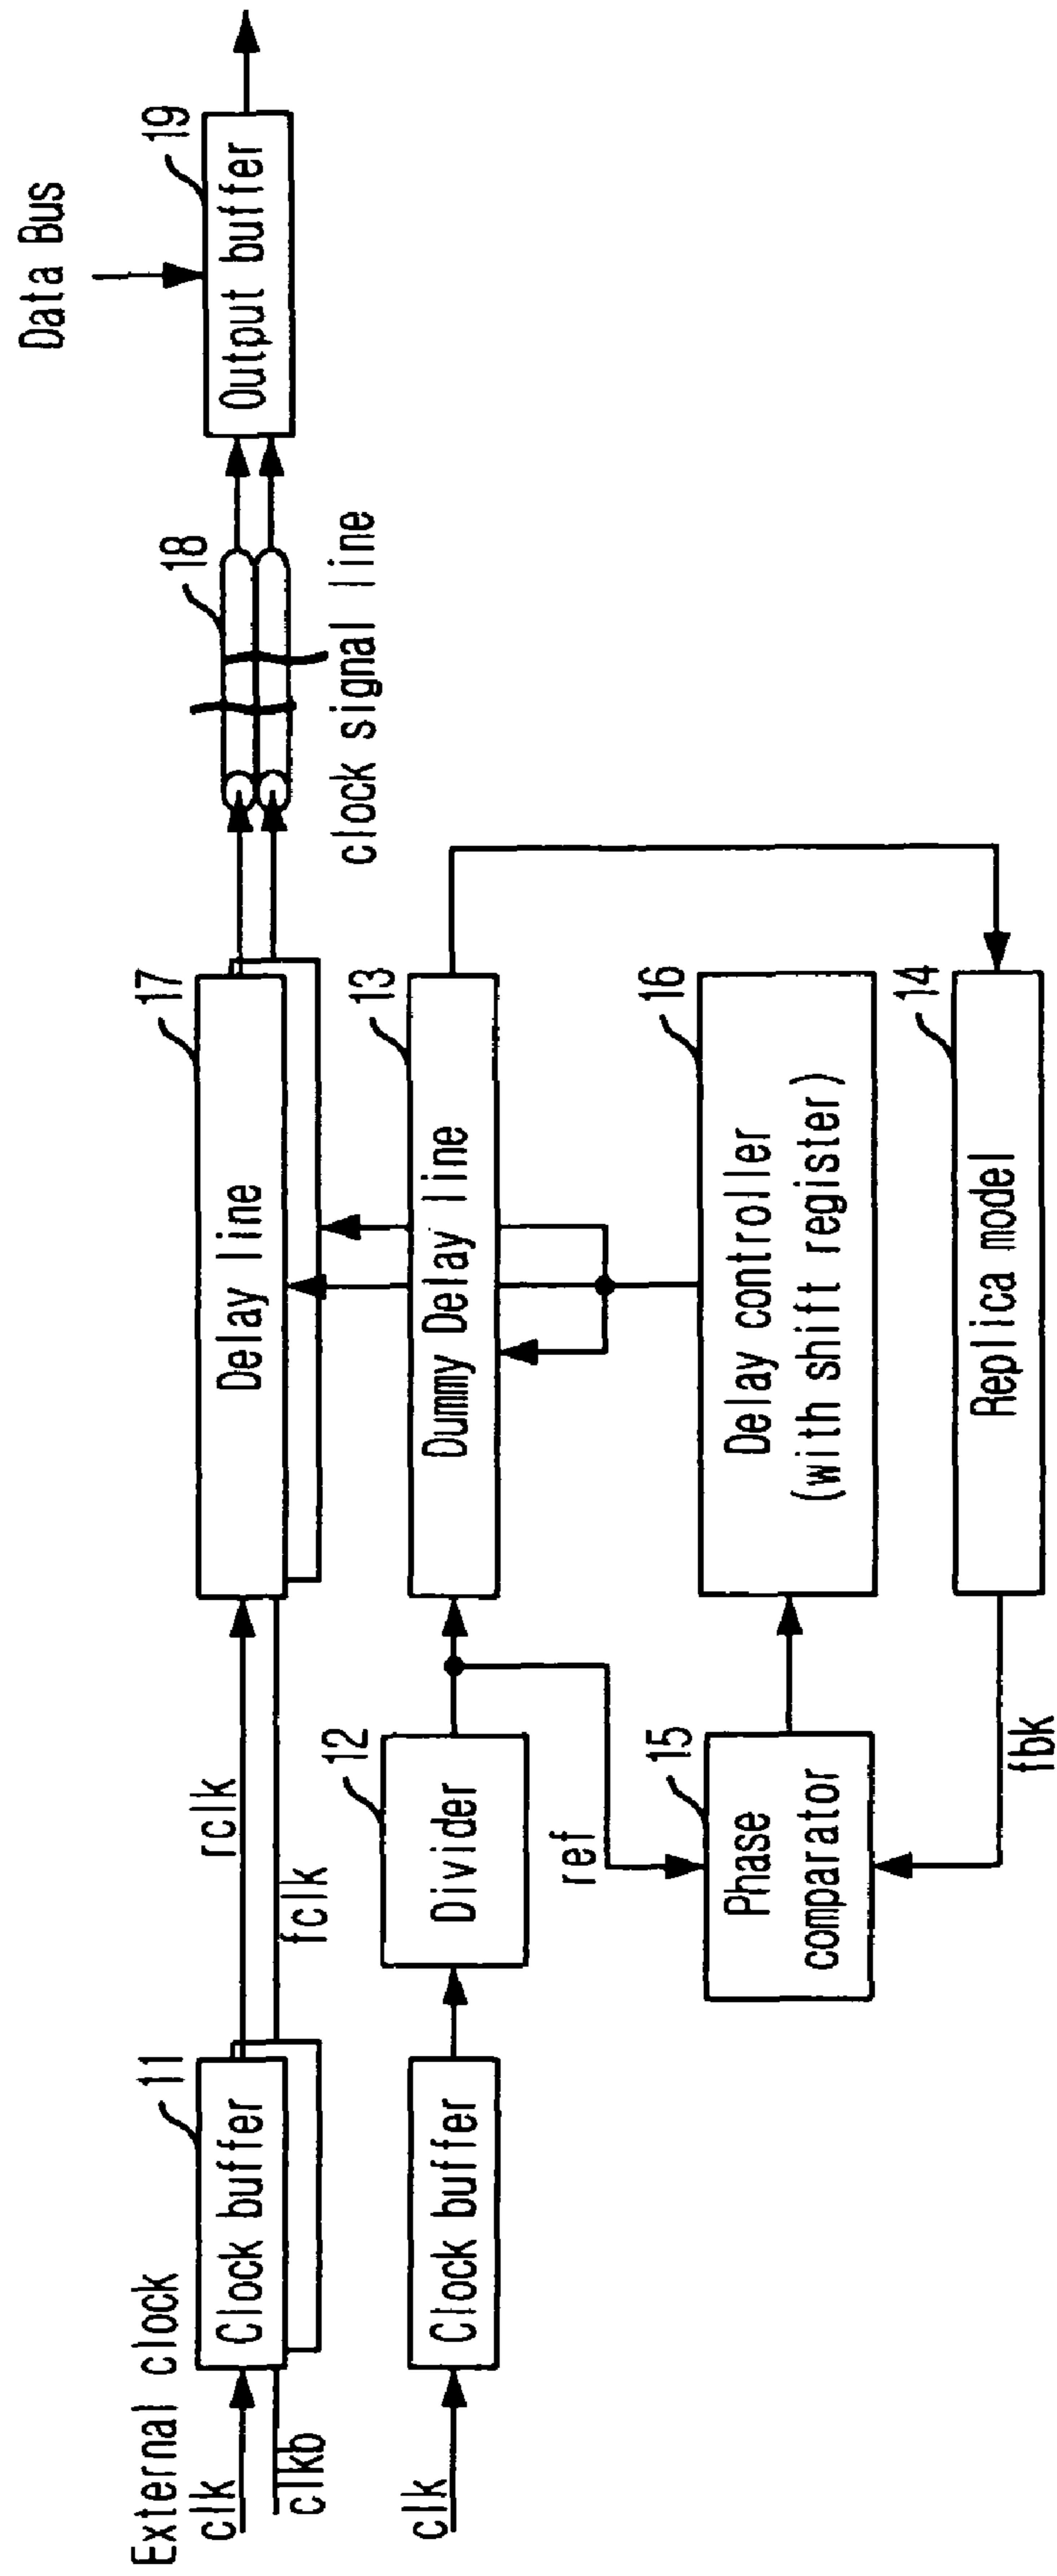 External clock
clk
clkb
11
Clock buffer
rclk
fclk
17
Delay line
18
clock signal line
Data Bus
19
Output buffer
clk
Clock buffer
12
Divider
ref
13
Dummy Delay line
15
Phase
comparator
16
Delay controller
(with shift register)
14
Replica model
fbk